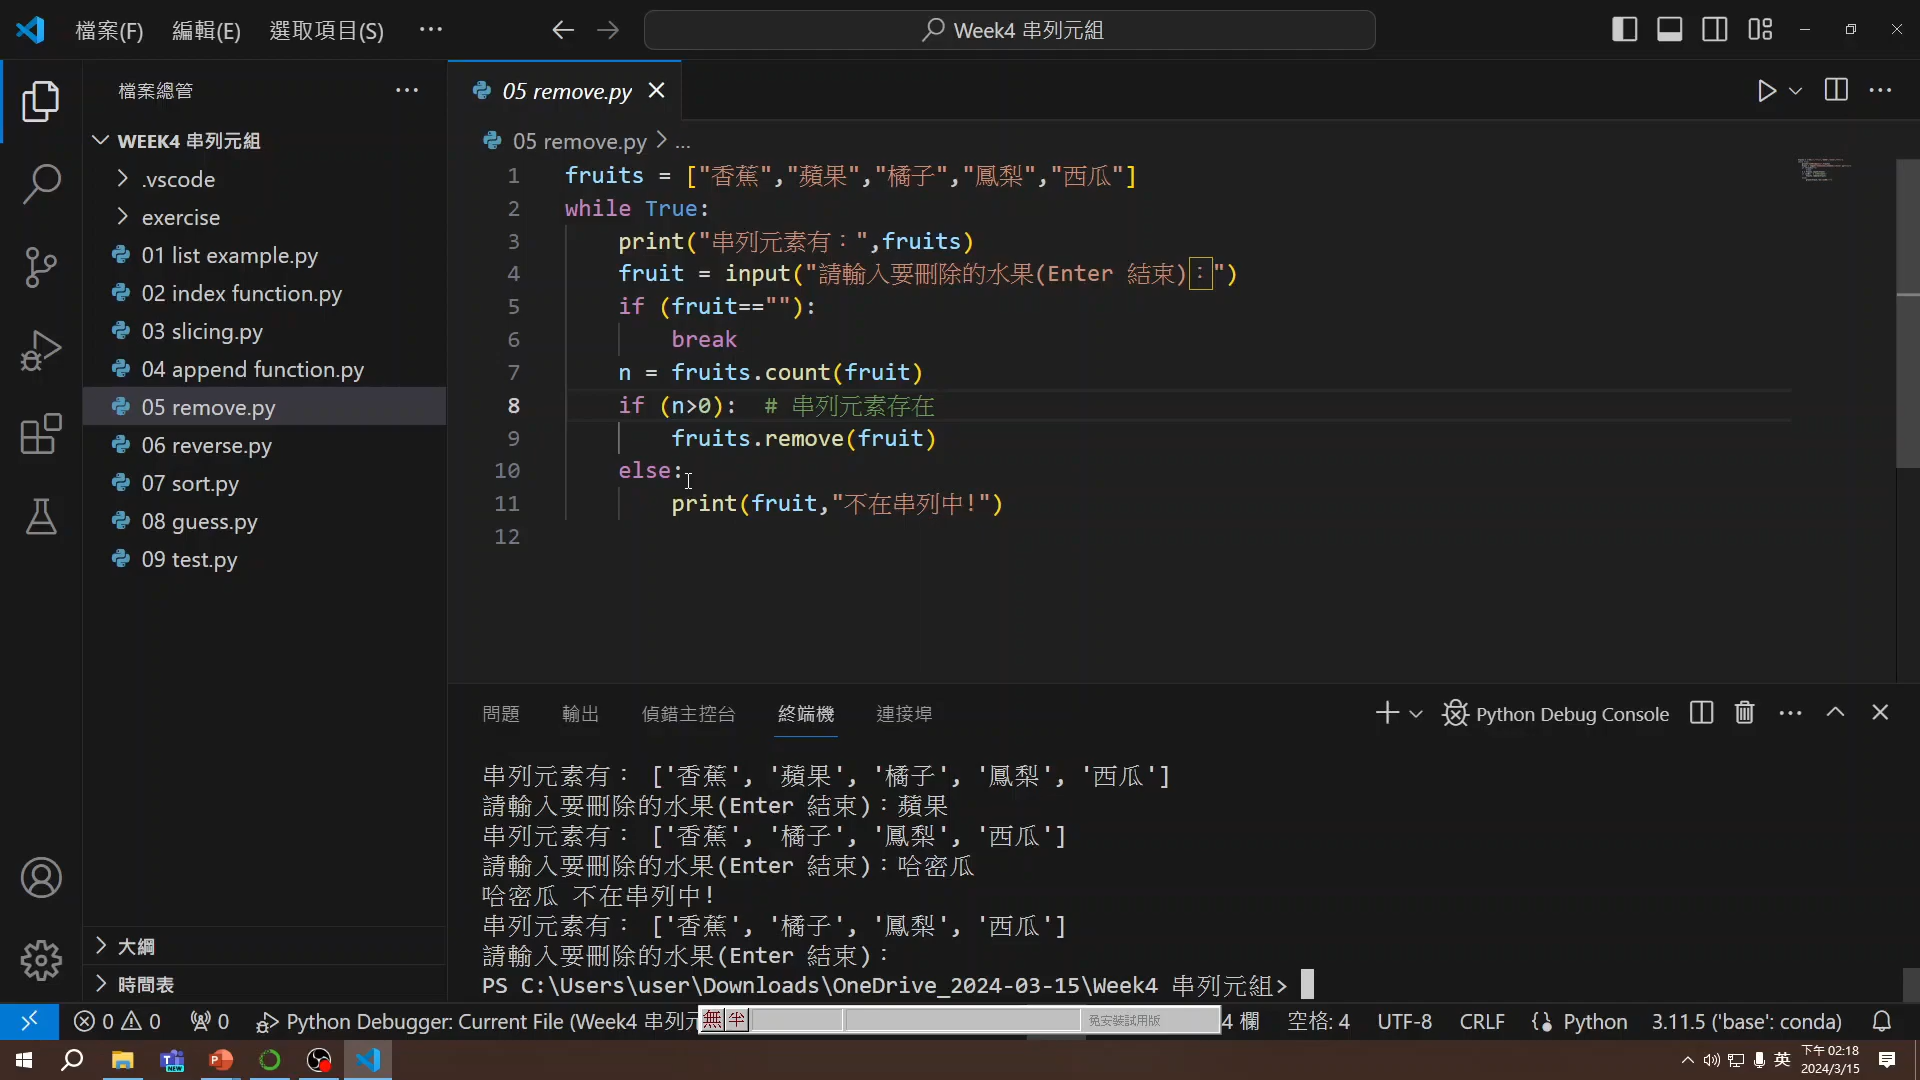 檔案(F) 編輯(E) 選取項目(S) ··· Week4 串列元組
檔案總管 ···
WEEK4 串列元組
.vscode
exercise
01 list example.py
02 index function.py
03 slicing.py
04 append function.py
05 remove.py
06 reverse.py
07 sort.py
08 guess.py
09 test.py
大綱
時間表
05 remove.py
05 remove.py > ...
1 fruits = ["香蕉","蘋果","橘子","鳳梨","西瓜"]
2 while True:
3 print("串列元素有：",fruits)
4 fruit = input("請輸入要刪除的水果(Enter 結束)：")
5 if (fruit==""):
6 break
7 n = fruits.count(fruit)
8 if (n>0): # 串列元素存在
9 fruits.remove(fruit)
10 else:
11 print(fruit,"不在串列中!")
12
問題 輸出 偵錯主控台 終端機 連接埠 Python Debug Console
串列元素有： ['香蕉', '蘋果', '橘子', '鳳梨', '西瓜']
請輸入要刪除的水果(Enter 結束)：蘋果
串列元素有： ['香蕉', '橘子', '鳳梨', '西瓜']
請輸入要刪除的水果(Enter 結束)：哈密瓜
哈密瓜 不在串列中!
串列元素有： ['香蕉', '橘子', '鳳梨', '西瓜']
請輸入要刪除的水果(Enter 結束)：
PS C:\Users\user\Downloads\OneDrive_2024-03-15\Week4 串列元組>
0 0 0 Python Debugger: Current File (Week4 串列元 無 半 免安裝試用版 4 欄 空格: 4 UTF-8 CRLF Python 3.11.5 ('base': conda)
英 下午 02:18
2024/3/15